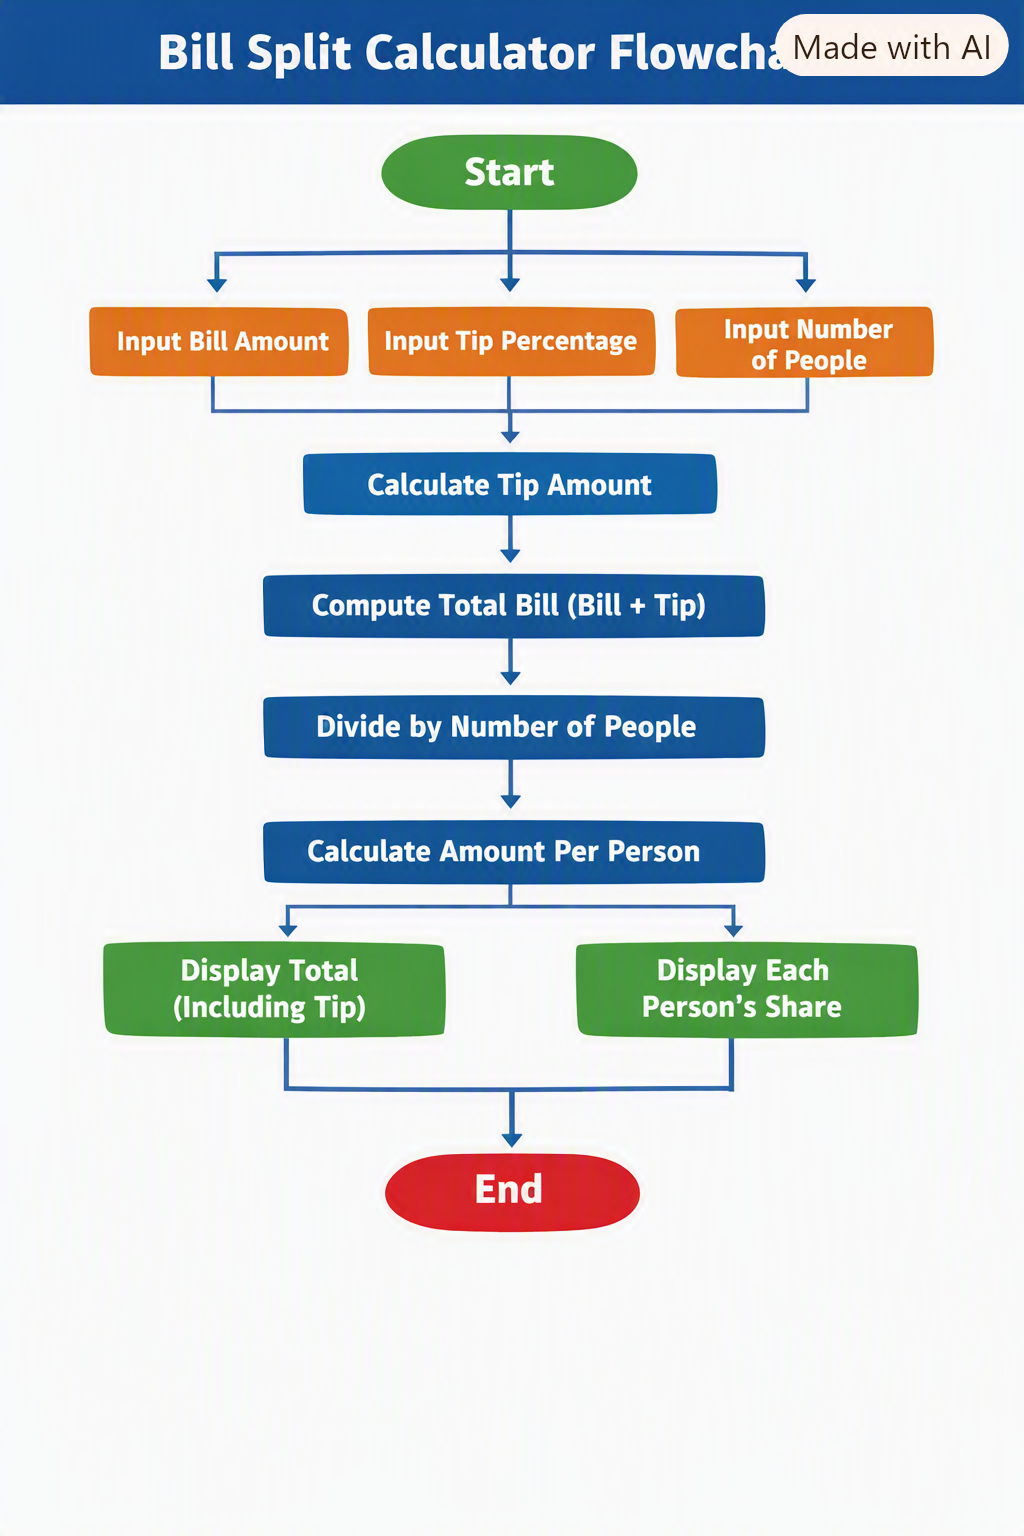 Bill Split Calculator Flowcha
Made with AI
Start
Input Bill Amount
Input Tip Percentage
Input Number
of People
Calculate Tip Amount
Compute Total Bill (Bill + Tip)
Divide by Number of People
Calculate Amount Per Person
Display Total
(Including Tip)
Display Each
Person's Share
End